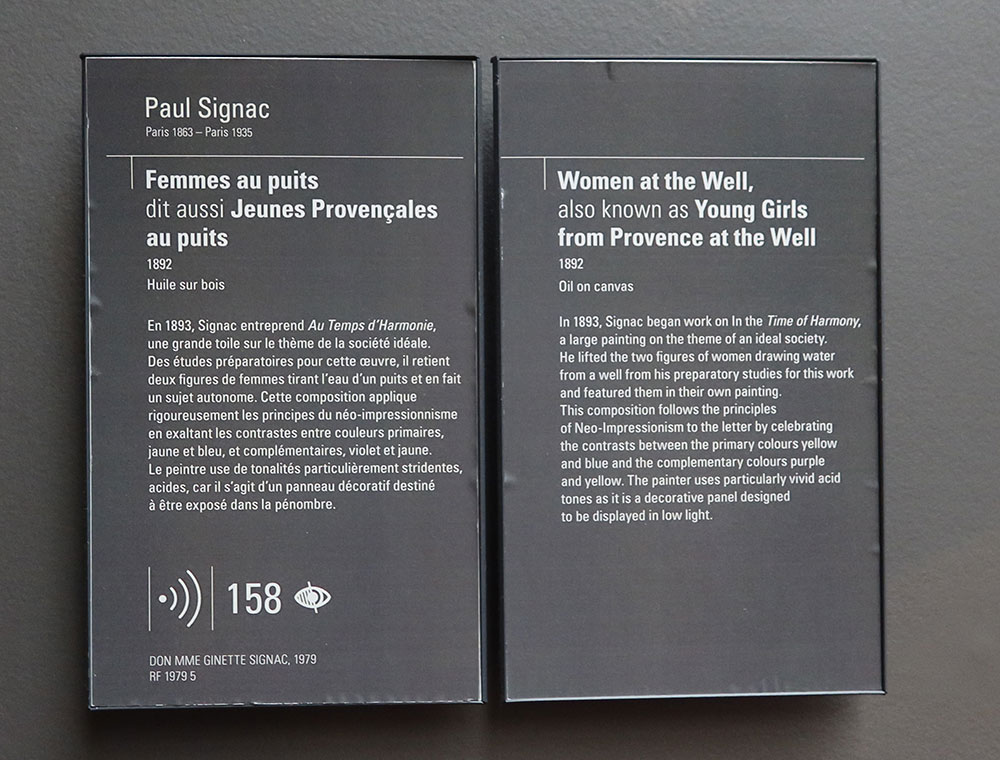 Paul Signac
Paris 1863 – Paris 1935
Femmes au puits
dit aussi Jeunes Provençales
au puits
1892
Huile sur bois
En 1893, Signac entreprend Au Temps d’Harmonie,
une grande toile sur le thème de la société idéale.
Des études préparatoires pour cette œuvre, il retient
deux figures de femmes tirant l’eau d’un puits et en fait
un sujet autonome. Cette composition applique
rigoureusement les principes du néo-impressionnisme
en exaltant les contrastes entre couleurs primaires,
jaune et bleu, et complémentaires, violet et jaune.
Le peintre use de tonalités particulièrement stridentes,
acides, car il s’agit d’un panneau décoratif destiné
à être exposé dans la pénombre.
158
DON MME GINETTE SIGNAC, 1979
RF 1979 5
Women at the Well,
also known as Young Girls
from Provence at the Well
1892
Oil on canvas
In 1893, Signac began work on In the Time of Harmony,
a large painting on the theme of an ideal society.
He lifted the two figures of women drawing water
from a well from his preparatory studies for this work
and featured them in their own painting.
This composition follows the principles
of Neo-Impressionism to the letter by celebrating
the contrasts between the primary colours yellow
and blue and the complementary colours purple
and yellow. The painter uses particularly vivid acid
tones as it is a decorative panel designed
to be displayed in low light.